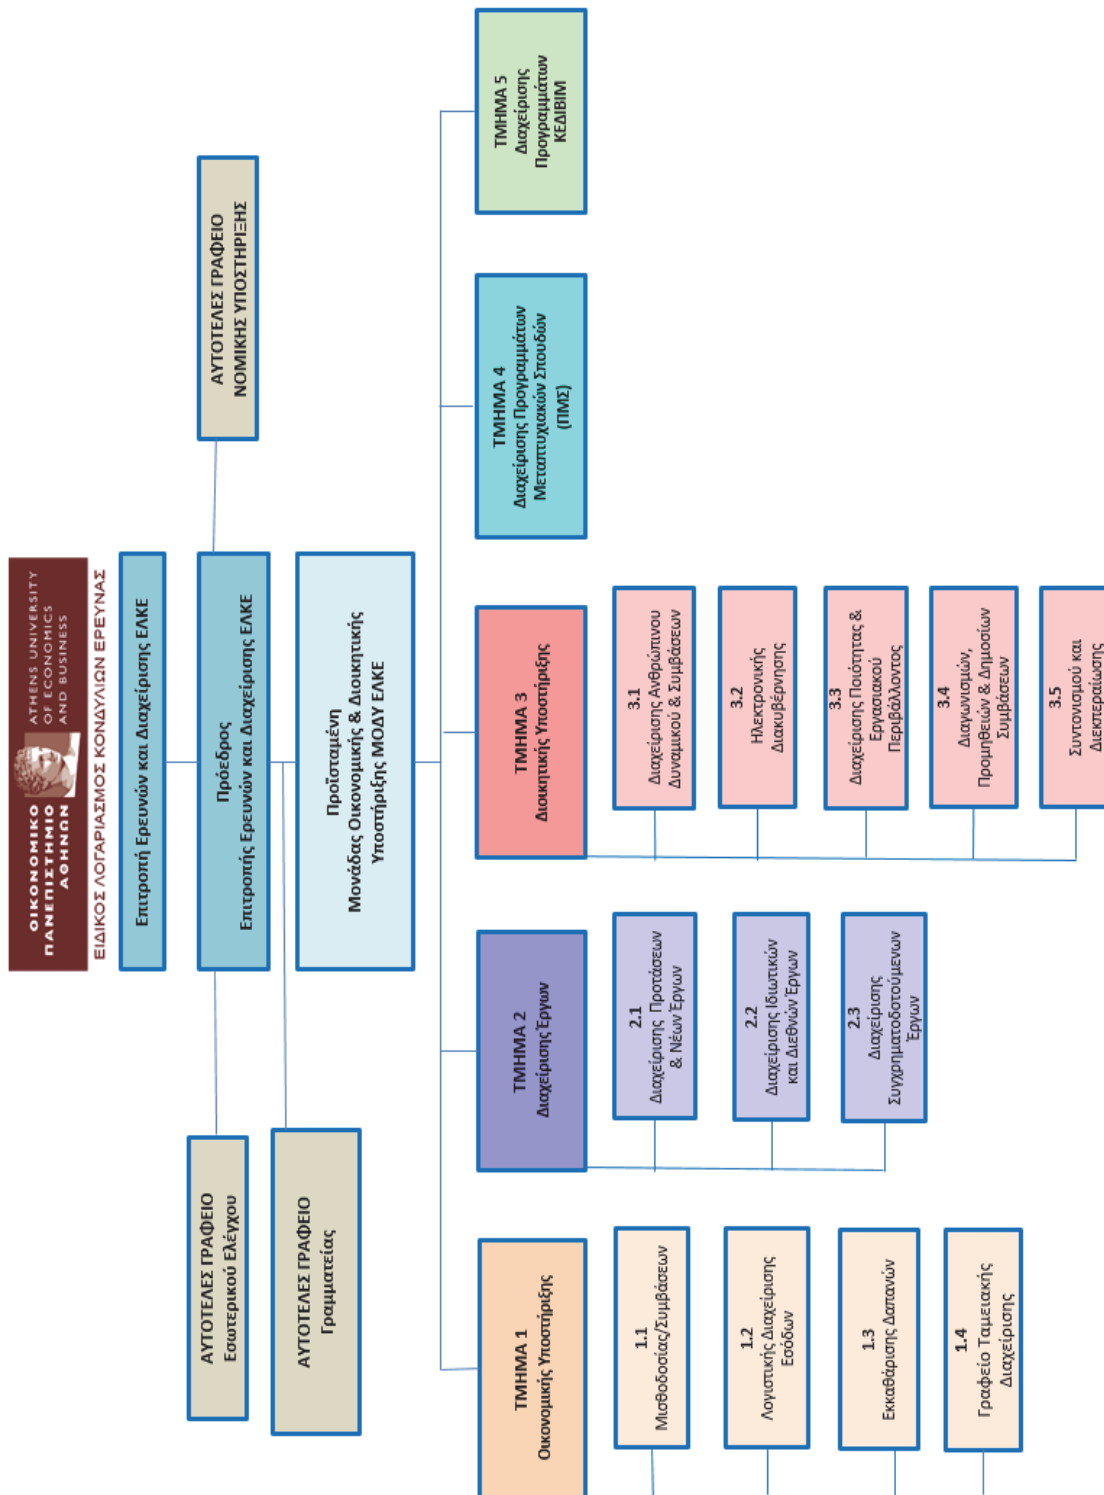 ΟΙΚΟΝΟΜΙΚΟ
ΠΑΝΕΠΙΣΤΗΜΙΟ
ΑΘΗΝΩΝ
ATHENS UNIVERSITY
OF ECONOMICS
AND BUSINESS
ΕΙΔΙΚΟΣ ΛΟΓΑΡΙΑΣΜΟΣ ΚΟΝΔΥΛΙΩΝ ΕΡΕΥΝΑΣ
Επιτροπή Ερευνών και Διαχείρισης ΕΛΚΕ
Πρόεδρος
Επιτροπής Ερευνών και Διαχείρισης ΕΛΚΕ
ΑΥΤΟΤΕΛΕΣ ΓΡΑΦΕΙΟ
Εσωτερικού Ελέγχου
ΑΥΤΟΤΕΛΕΣ ΓΡΑΦΕΙΟ
ΝΟΜΙΚΗΣ ΥΠΟΣΤΗΡΙΞΗΣ
ΑΥΤΟΤΕΛΕΣ ΓΡΑΦΕΙΟ
Γραμματείας
Προϊσταμένη
Μονάδας Οικονομικής & Διοικητικής
Υποστήριξης ΜΟΔΥ ΕΛΚΕ
ΤΜΗΜΑ 1
Οικονομικής Υποστήριξης
1.1
Μισθοδοσίας/Συμβάσεων
1.2
Λογιστικής Διαχείρισης
Εσόδων
1.3
Εκκαθάρισης Δαπανών
1.4
Γραφείο Ταμειακής
Διαχείρισης
ΤΜΗΜΑ 2
Διαχείρισης Έργων
2.1
Διαχείρισης Προτάσεων
& Νέων Έργων
2.2
Διαχείρισης Ιδιωτικών
και Διεθνών Έργων
2.3
Διαχείρισης
Συγχρηματοδοτούμενων
Έργων
ΤΜΗΜΑ 3
Διοικητικής Υποστήριξης
3.1
Διαχείρισης Ανθρώπινου
Δυναμικού & Συμβάσεων
3.2
Ηλεκτρονικής
Διακυβέρνησης
3.3
Διαχείρισης Ποιότητας &
Εργασιακού
Περιβάλλοντος
3.4
Διαγωνισμών,
Προμηθειών & Δημοσίων
Συμβάσεων
3.5
Συντονισμού και
Διεκπεραίωσης
ΤΜΗΜΑ 4
Διαχείρισης Προγραμμάτων
Μεταπτυχιακών Σπουδών
(ΠΜΣ)
ΤΜΗΜΑ 5
Διαχείρισης
Προγραμμάτων
ΚΕΔΙΒΙΜ